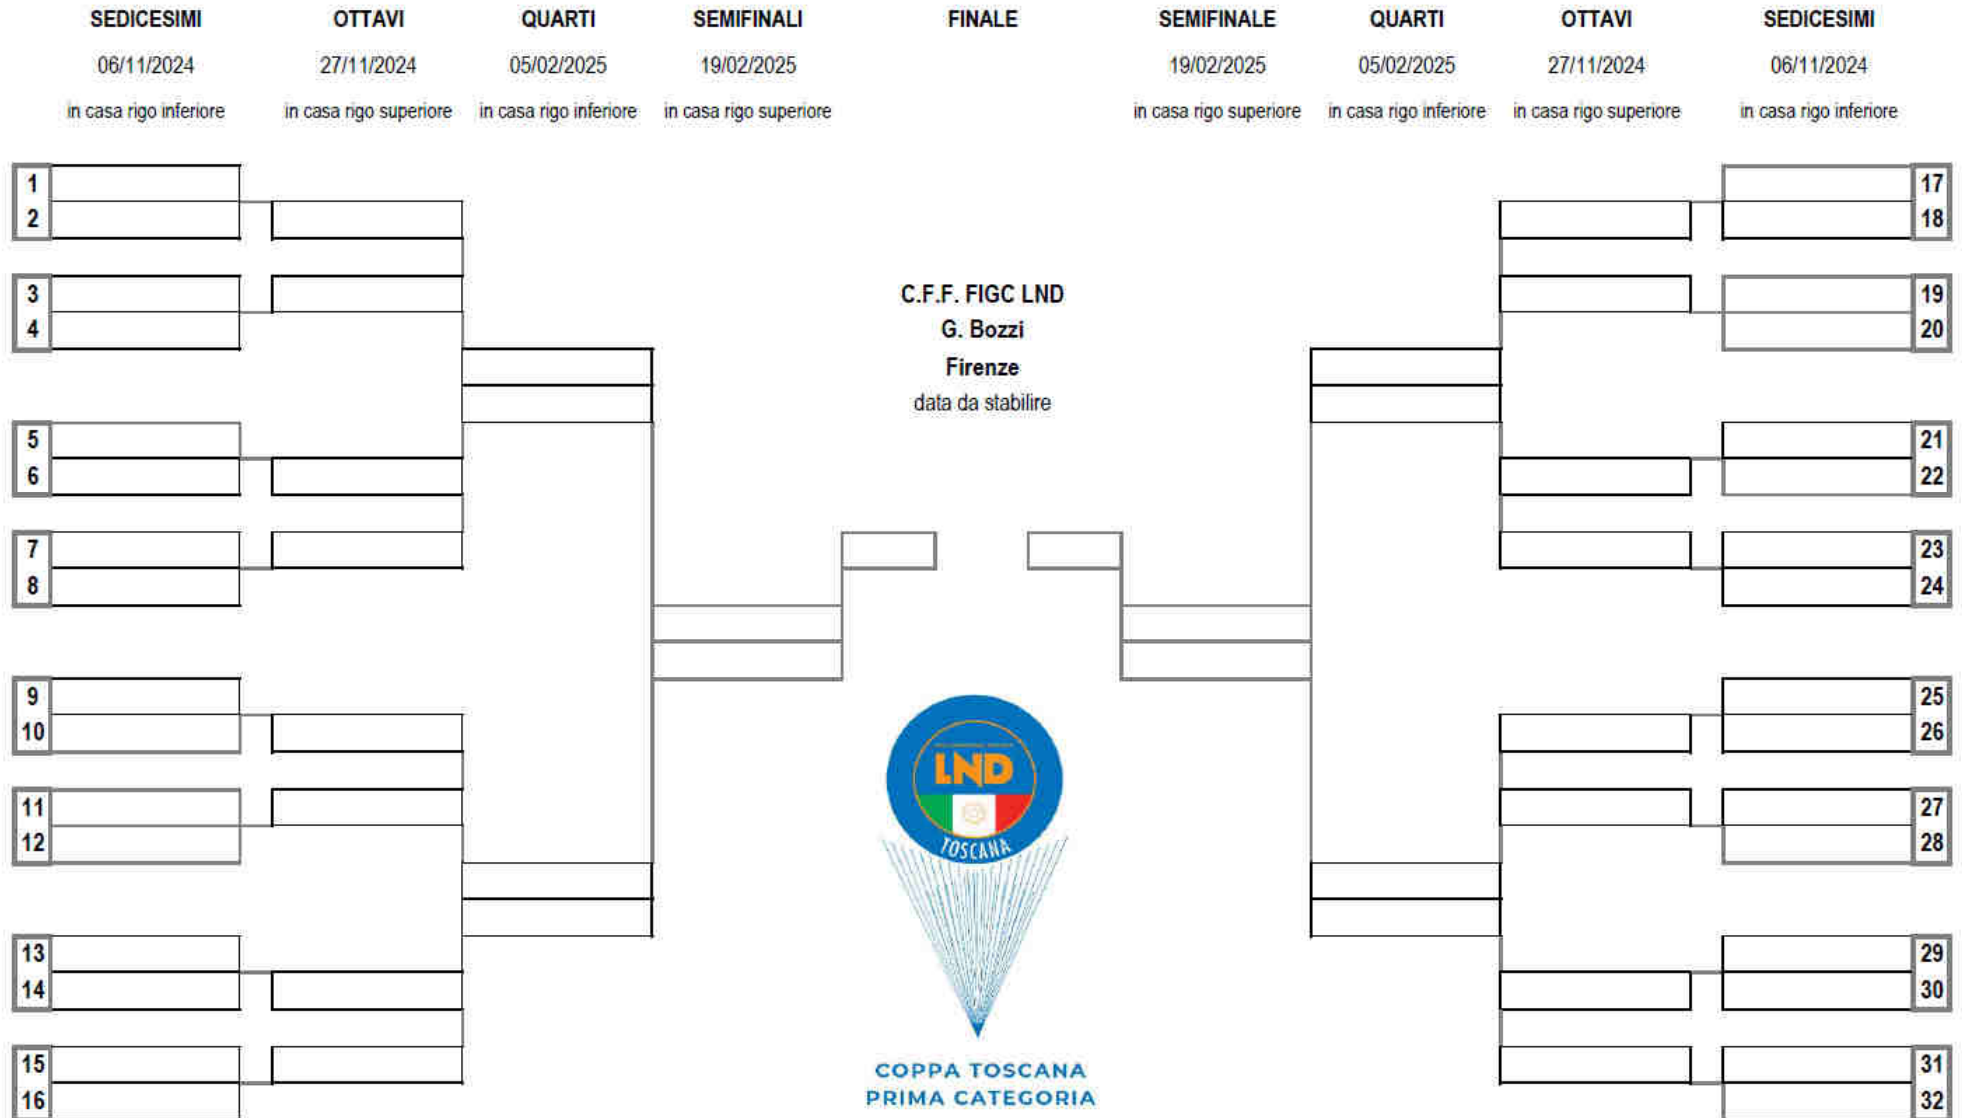 SEDICESIMI OTTAVI QUARTI SEMIFINALI FINALE SEMIFINALE QUARTI OTTAVI SEDICESIMI
06/11/2024 27/11/2024 05/02/2025 19/02/2025 19/02/2025 05/02/2025 27/11/2024 06/11/2024
in casa rigo inferiore in casa rigo superiore in casa rigo inferiore in casa rigo superiore in casa rigo superiore in casa rigo inferiore in casa rigo superiore in casa rigo inferiore
1 17
2 18
3 C.F.F. FIGC LND 19
4 G. Bozzi 20
Firenze
data da stabilire
5 21
6 22
7 23
8 24
9 25
10 26
LND
11 27
12 28
TOSCANA
13 29
14 30
15 31
COPPA TOSCANA
16 32
PRIMA CATEGORIA